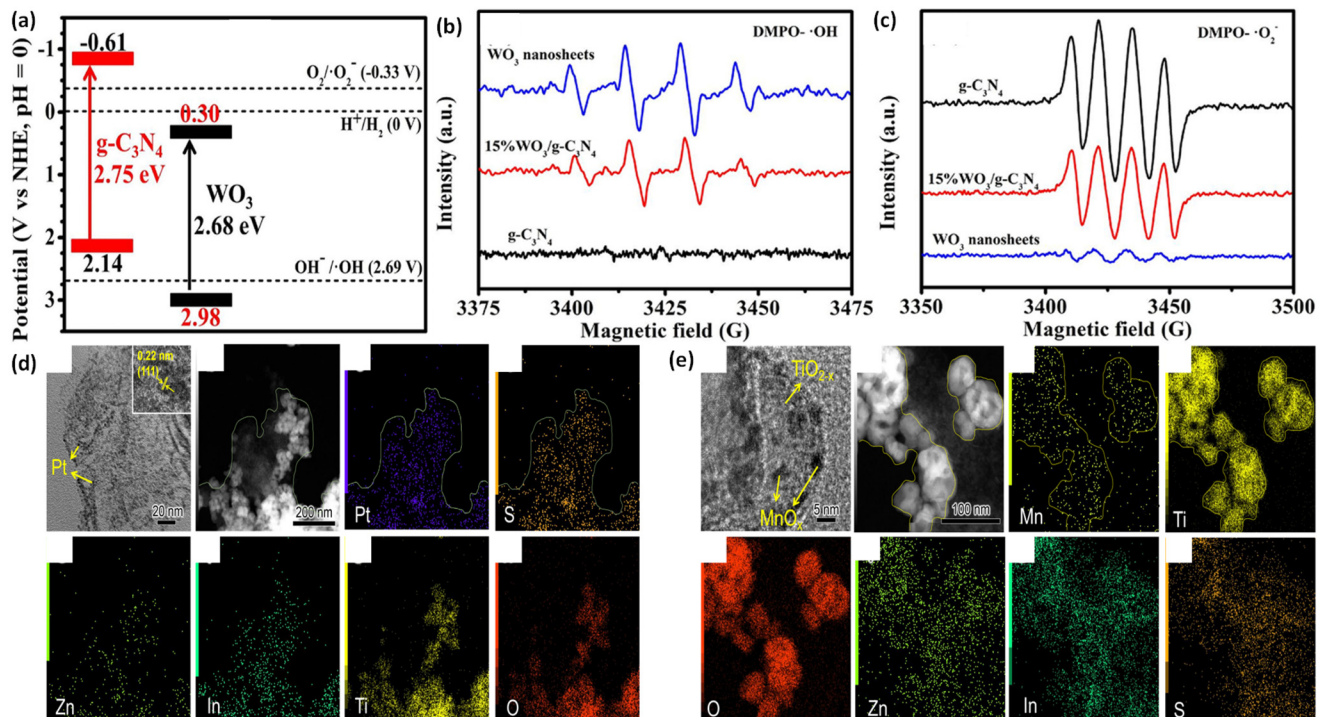 (a)
Potential (V vs NHE, pH = 0)
-1
0
1
2
3
-0.61
O₂/·O₂⁻ (-0.33 V)
0.30
H⁺/H₂ (0 V)
g-C₃N₄
2.75 eV
WO₃
2.68 eV
2.14
OH⁻/·OH (2.69 V)
2.98
(b)
DMPO- ·OH
WO₃ nanosheets
15%WO₃/g-C₃N₄
g-C₃N₄
Intensity (a.u.)
3375 3400 3425 3450 3475
Magnetic field (G)
(c)
DMPO- ·O₂⁻
g-C₃N₄
15%WO₃/g-C₃N₄
WO₃ nanosheets
Intensity (a.u.)
3350 3400 3450 3500
Magnetic field (G)
(d)
0.22 nm
(111)
Pt
20 nm
200 nm
Pt
S
Zn
In
Ti
O
(e)
TiO₂₋ₓ
MnOₓ
5 nm
100 nm
Mn
Ti
O
Zn
In
S